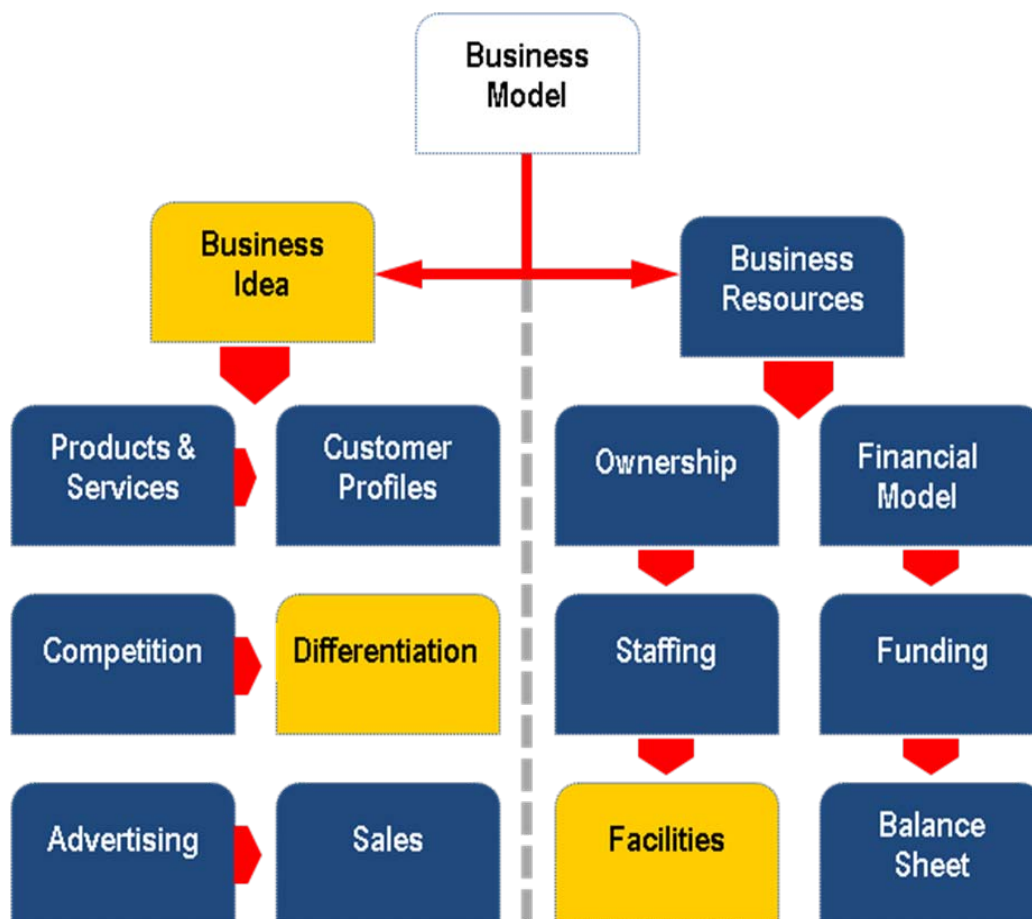 Business
Model
Business
Idea
Business
Resources
Products &
Services
Customer
Profiles
Ownership
Financial
Model
Competition
Differentiation
Staffing
Funding
Advertising
Sales
Facilities
Balance
Sheet